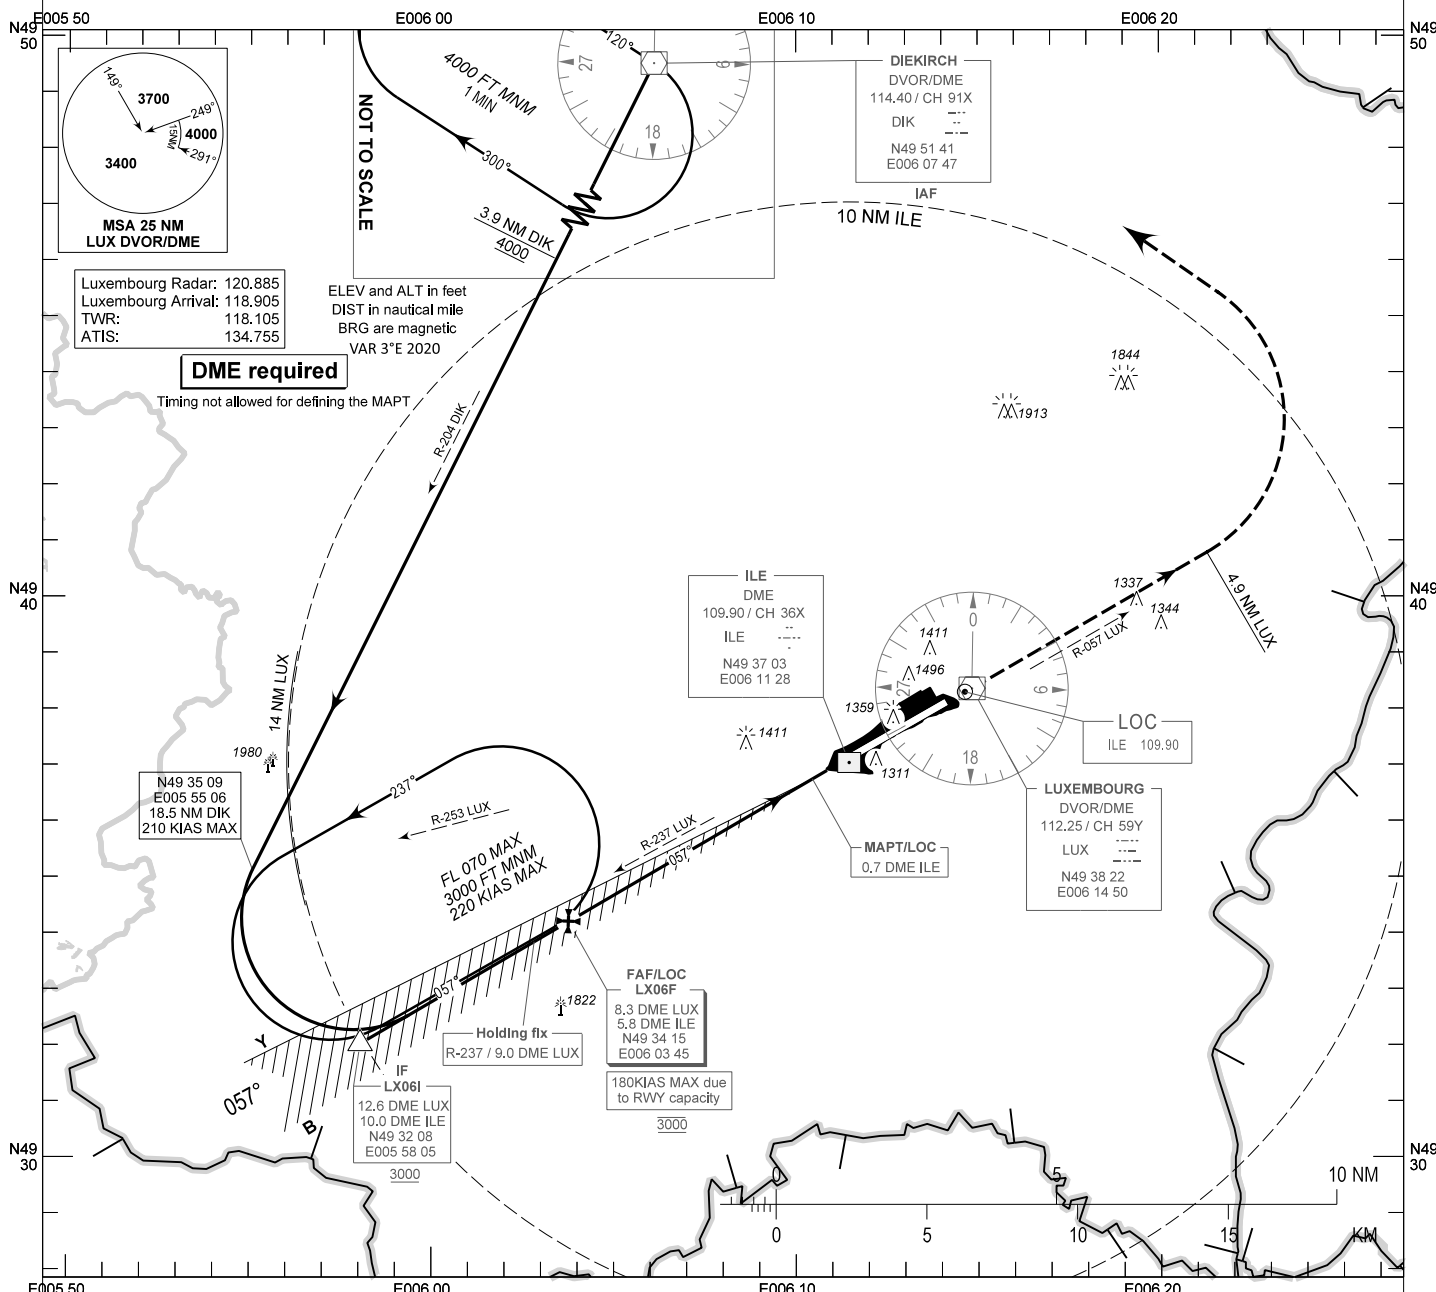 E005 50
E006 00
E006 10
E006 20
N49
50
N49
50
149°
3700
249°
4000
15NM
291°
3400
MSA 25 NM
LUX DVOR/DME
120°
4000 FT MNM
1 MIN
NOT TO SCALE
300°
27
9
18
3.9 NM DIK
4000
DIEKIRCH
DVOR/DME
114.40 / CH 91X
DIK
N49 51 41
E006 07 47
IAF
10 NM ILE
Luxembourg Radar: 120.885
Luxembourg Arrival: 118.905
TWR: 118.105
ATIS: 134.755
ELEV and ALT in feet
DIST in nautical mile
BRG are magnetic
VAR 3°E 2020
DME required
Timing not allowed for defining the MAPT
R-204 DIK
1844
1913
N49
40
N49
40
ILE
DME
109.90 / CH 36X
ILE
N49 37 03
E006 11 28
0
9
18
27
1411
1496
1359
1311
1411
1337
1344
R-057 LUX
4.9 NM LUX
LOC
ILE 109.90
LUXEMBOURG
DVOR/DME
112.25 / CH 59Y
LUX
N49 38 22
E006 14 50
14 NM LUX
1980
N49 35 09
E005 55 06
18.5 NM DIK
210 KIAS MAX
237°
R-253 LUX
FL 070 MAX
3000 FT MNM
220 KIAS MAX
R-237 LUX
057°
MAPT/LOC
0.7 DME ILE
057°
1822
Holding fix
R-237 / 9.0 DME LUX
FAF/LOC
LX06F
8.3 DME LUX
5.8 DME ILE
N49 34 15
E006 03 45
180KIAS MAX due
to RWY capacity
3000
Y
057°
B
IF
LX06I
12.6 DME LUX
10.0 DME ILE
N49 32 08
E005 58 05
3000
N49
30
N49
30
0
5
10 NM
0
5
10
15
KM
E005 50
E006 00
E006 10
E006 20